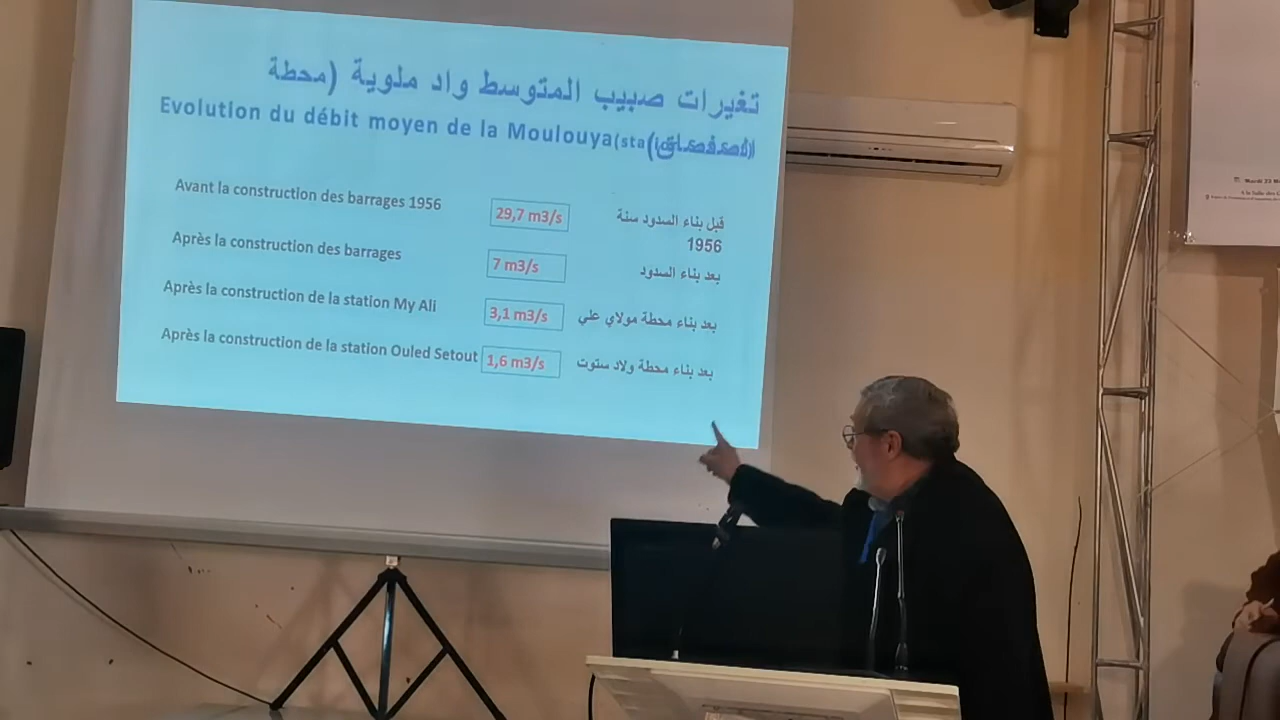 تغيرات صبيب المتوسط واد ملوية (محطة
Evolution du débit moyen de la Moulouya(sta
Avant la construction des barrages 1956
29,7 m3/s
قبل بناء السدود سنة
1956
Après la construction des barrages
7 m3/s
بعد بناء السدود
Après la construction de la station My Ali
3,1 m3/s
بعد بناء محطة مولاي علي
Après la construction de la station Ouled Setout
1,6 m3/s
بعد بناء محطة ولاد ستوت
Mardi 23